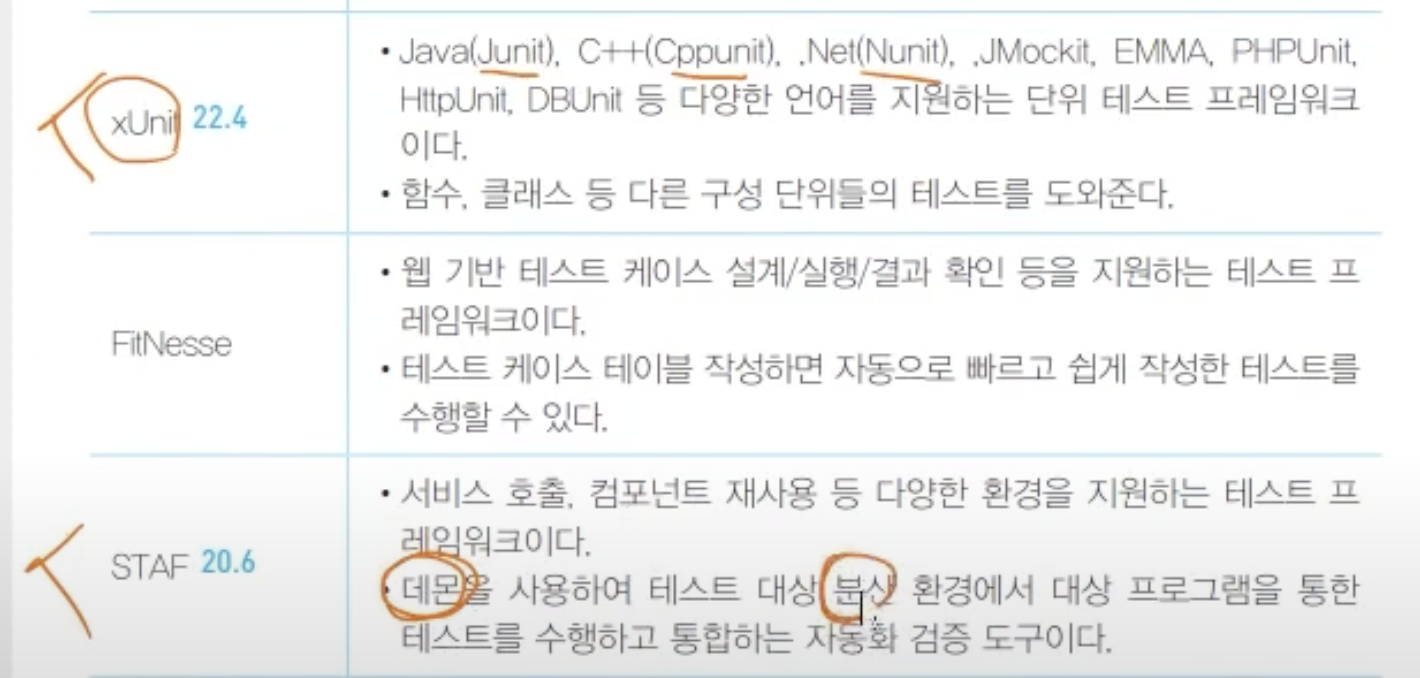 • Java(Junit), C++(Cppunit), .Net(Nunit), ,JMockit, EMMA, PHPUnit,
xUnit 22.4
HttpUnit, DBUnit 등 다양한 언어를 지원하는 단위 테스트 프레임워크
이다.
• 함수, 클래스 등 다른 구성 단위들의 테스트를 도와준다.
FitNesse
• 웹 기반 테스트 케이스 설계/실행/결과 확인 등을 지원하는 테스트 프
레임워크이다.
• 테스트 케이스 테이블 작성하면 자동으로 빠르고 쉽게 작성한 테스트를
수행할 수 있다.
STAF 20.6
• 서비스 호출, 컴포넌트 재사용 등 다양한 환경을 지원하는 테스트 프
레임워크이다.
• 데몬을 사용하여 테스트 대상 분산 환경에서 대상 프로그램을 통한
테스트를 수행하고 통합하는 자동화 검증 도구이다.